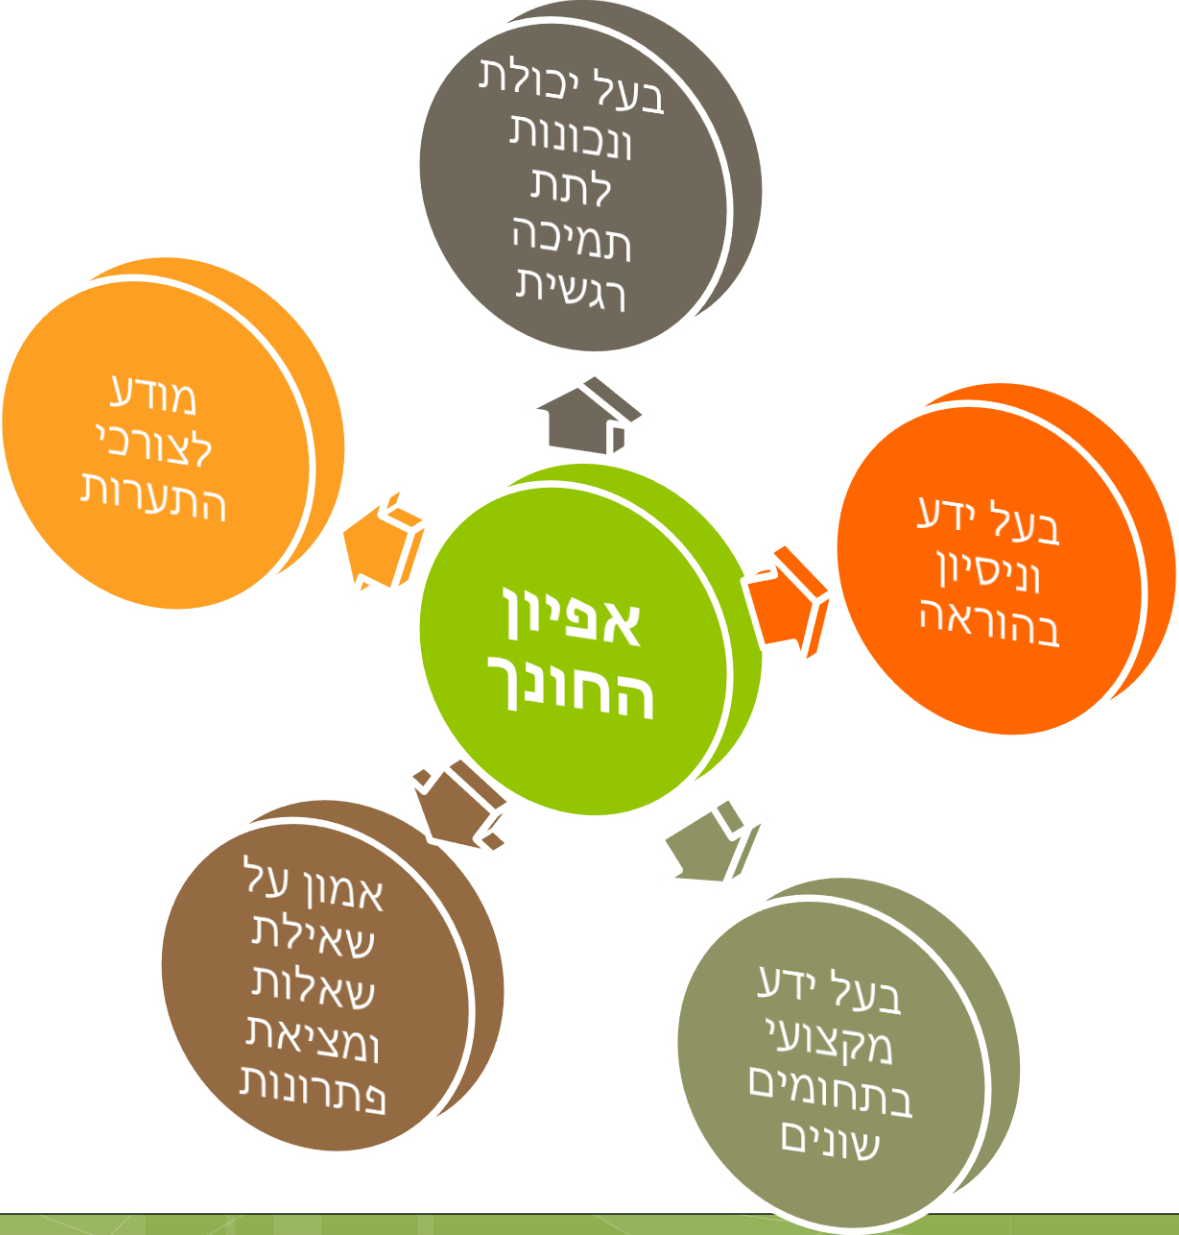 בעל יכולת
ונכונות
לתת
תמיכה
רגשית
בעל ידע
וניסיון
בהוראה
בעל ידע
מקצועי
בתחומים
שונים
אמון על
שאילת
שאלות
ומציאת
פתרונות
מודע
לצורכי
התערות
אפיון
החונך